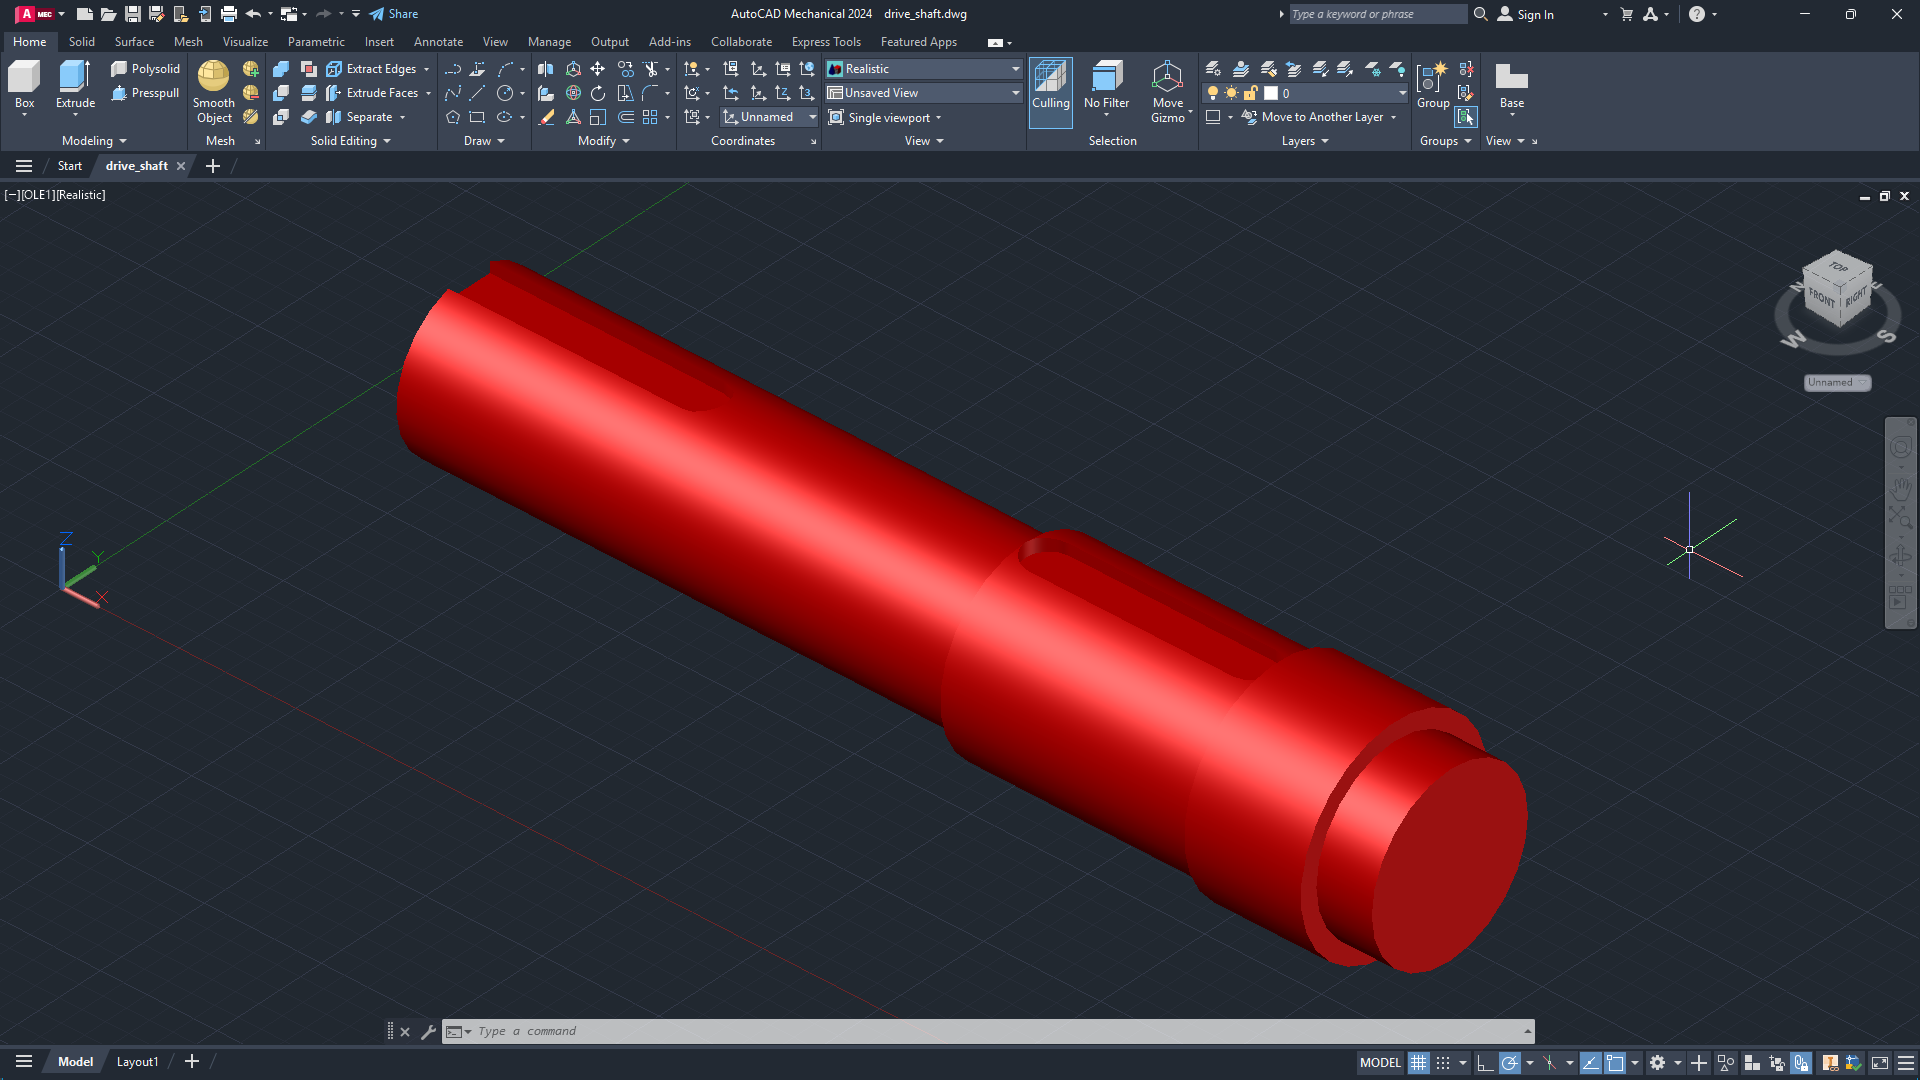 A MEC Share AutoCAD Mechanical 2024 drive_shaft.dwg Type a keyword or phrase Sign In
Home Solid Surface Mesh Visualize Parametric Insert Annotate View Manage Output Add-ins Collaborate Express Tools Featured Apps
Polysolid Extract Edges Realistic
Presspull Extrude Faces Unsaved View 0
Box Extrude Smooth Object Separate Unnamed Single viewport Culling No Filter Move Gizmo Move to Another Layer Group Base
Modeling Mesh Solid Editing Draw Modify Coordinates View Selection Layers Groups View
Start drive_shaft
[−][OLE1][Realistic]
TOP
N E
FRONT RIGHT
W S
Unnamed
Z
Y
X
Type a command
Model Layout1 MODEL